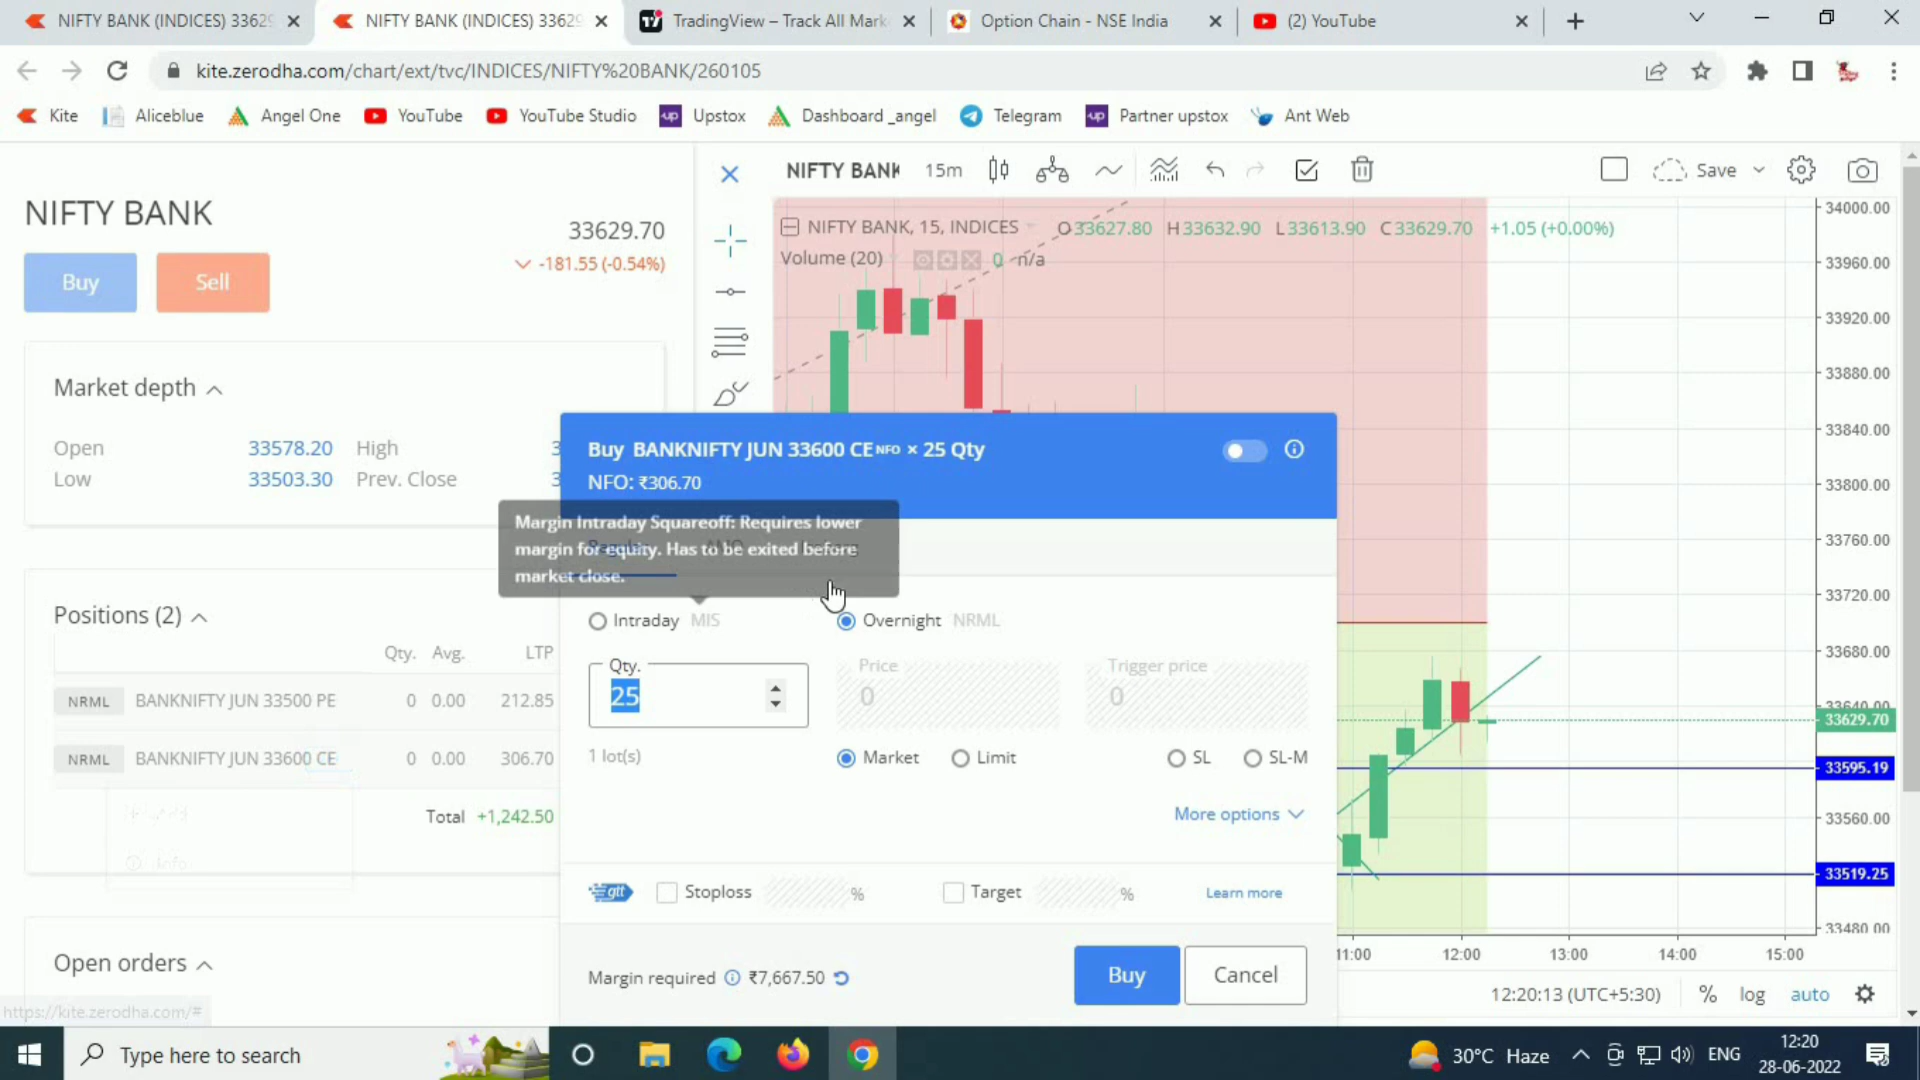 NIFTY BANK (INDICES) 33629
NIFTY BANK (INDICES) 33629
TradingView – Track All Mark
Option Chain - NSE India
(2) YouTube
kite.zerodha.com/chart/ext/tvc/INDICES/NIFTY%20BANK/260105
Kite
Aliceblue
Angel One
YouTube
YouTube Studio
up Upstox
Dashboard _angel
Telegram
up Partner upstox
Ant Web
NIFTY BANK
33629.70
-181.55 (-0.54%)
Buy
Sell
Market depth
Open 33578.20 High
Low 33503.30 Prev. Close
Positions (2)
Qty. Avg. LTP
NRML BANKNIFTY JUN 33500 PE 0 0.00 212.85
NRML BANKNIFTY JUN 33600 CE 0 0.00 306.70
Total +1,242.50
Info
Open orders
https://kite.zerodha.com/#
NIFTY BANK 15m
Save
NIFTY BANK, 15, INDICES O33627.80 H33632.90 L33613.90 C33629.70 +1.05 (+0.00%)
Volume (20) 0 n/a
34000.00
33960.00
33920.00
33880.00
33840.00
33800.00
33760.00
33720.00
33680.00
33640.00
33629.70
33595.19
33560.00
33519.25
33480.00
11:00 12:00 13:00 14:00 15:00
12:20:13 (UTC+5:30) % log auto
Buy BANKNIFTY JUN 33600 CE NFO × 25 Qty
NFO: ₹306.70
Margin Intraday Squareoff: Requires lower
margin for equity. Has to be exited before
market close.
Intraday MIS
Overnight NRML
Qty.
25
Price
0
Trigger price
0
1 lot(s)
Market
Limit
SL
SL-M
More options
gtt Stoploss % Target % Learn more
Margin required ₹7,667.50
Buy
Cancel
Type here to search
30°C Haze
ENG
12:20
28-06-2022